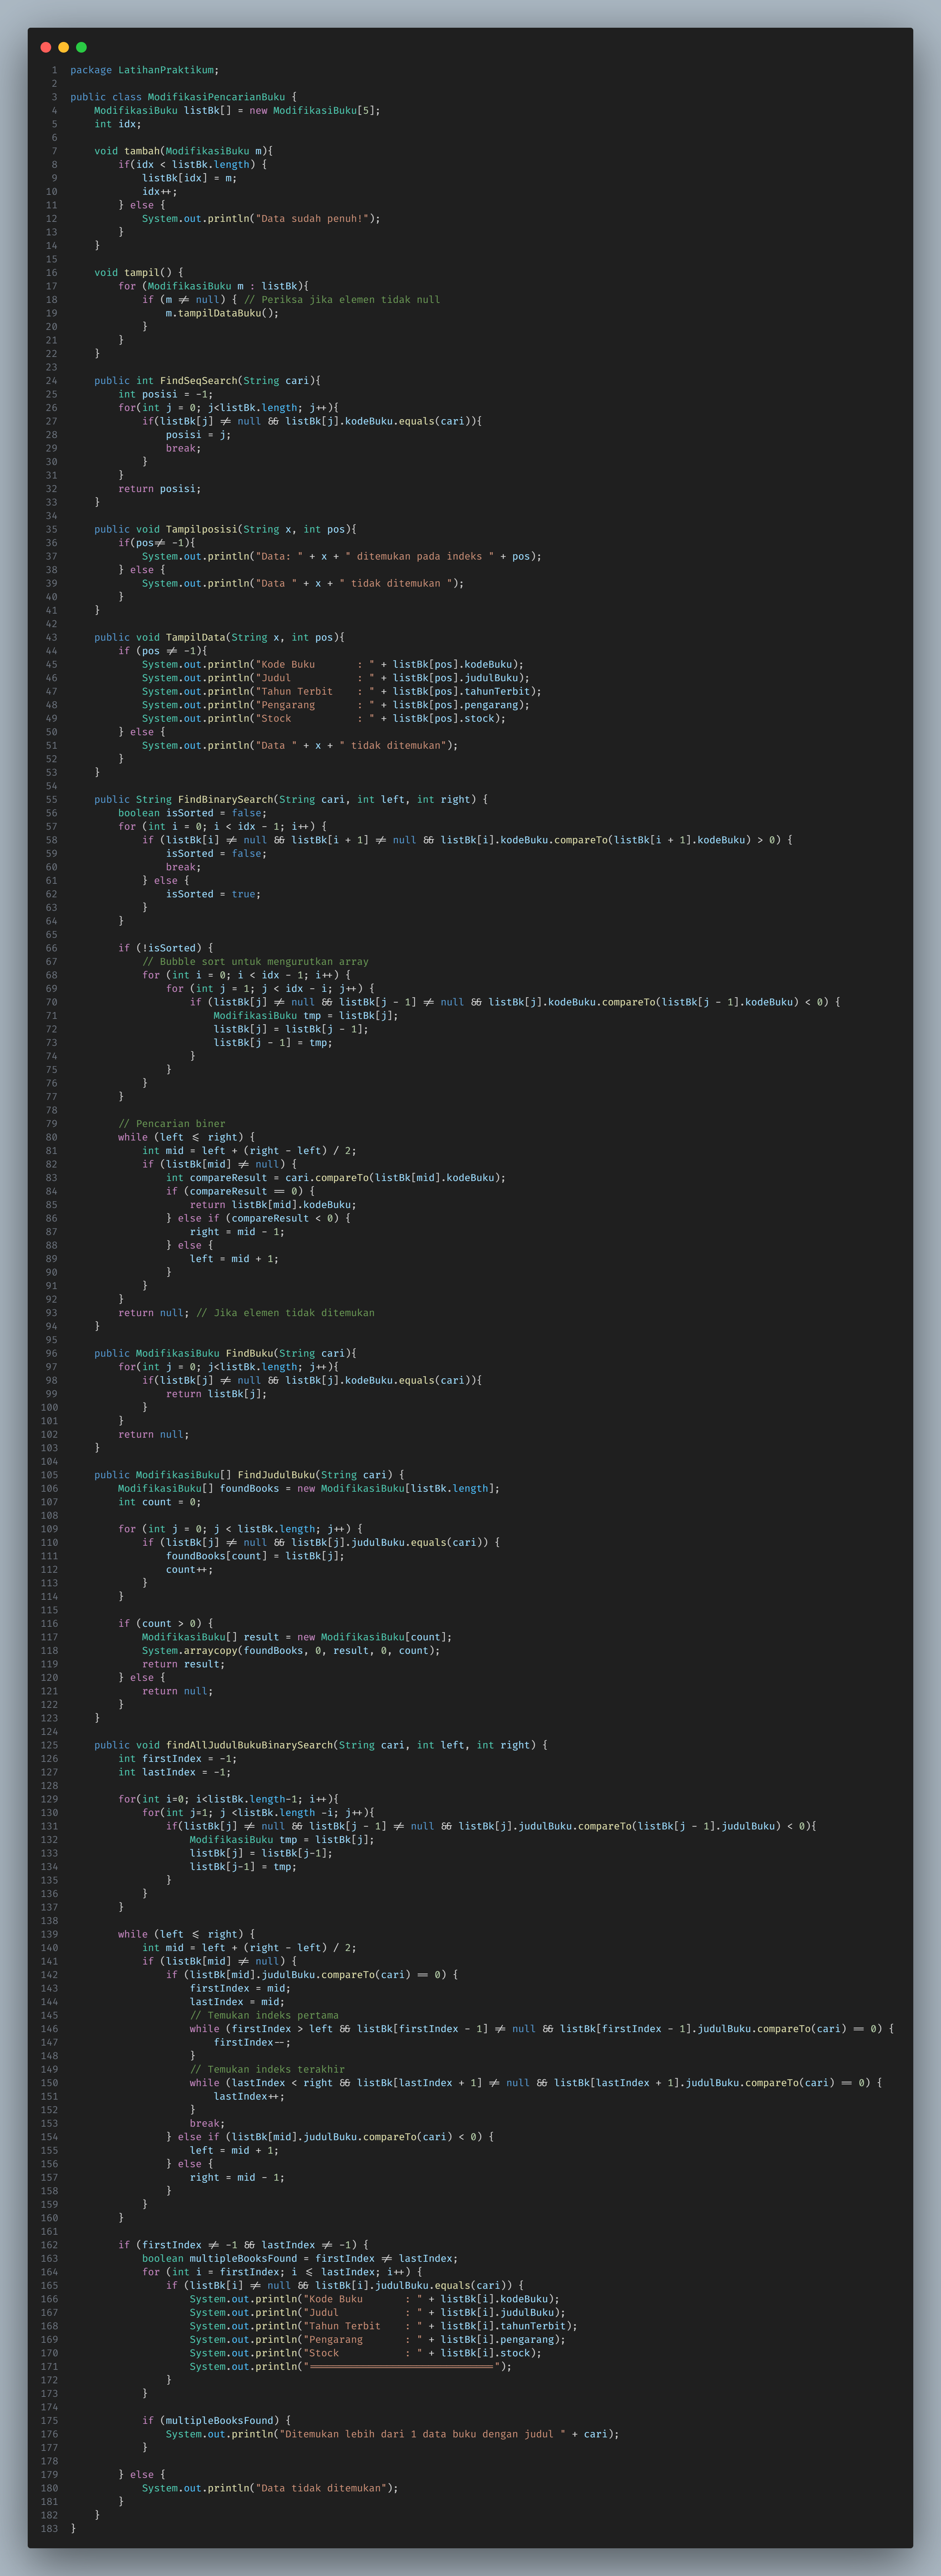 1 package LatihanPraktikum;
2
3 public class ModifikasiPencarianBuku {
4     ModifikasiBuku listBk[] = new ModifikasiBuku[5];
5     int idx;
6
7     void tambah(ModifikasiBuku m){
8         if(idx < listBk.length) {
9             listBk[idx] = m;
10             idx++;
11         } else {
12             System.out.println("Data sudah penuh!");
13         }
14     }
15
16     void tampil() {
17         for (ModifikasiBuku m : listBk){
18             if (m != null) { // Periksa jika elemen tidak null
19                 m.tampilDataBuku();
20             }
21         }
22     }
23
24     public int FindSeqSearch(String cari){
25         int posisi = -1;
26         for(int j = 0; j<listBk.length; j++){
27             if(listBk[j] != null && listBk[j].kodeBuku.equals(cari)){
28                 posisi = j;
29                 break;
30             }
31         }
32         return posisi;
33     }
34
35     public void Tampilposisi(String x, int pos){
36         if(pos!= -1){
37             System.out.println("Data: " + x + " ditemukan pada indeks " + pos);
38         } else {
39             System.out.println("Data " + x + " tidak ditemukan ");
40         }
41     }
42
43     public void TampilData(String x, int pos){
44         if (pos != -1){
45             System.out.println("Kode Buku       : " + listBk[pos].kodeBuku);
46             System.out.println("Judul           : " + listBk[pos].judulBuku);
47             System.out.println("Tahun Terbit    : " + listBk[pos].tahunTerbit);
48             System.out.println("Pengarang       : " + listBk[pos].pengarang);
49             System.out.println("Stock           : " + listBk[pos].stock);
50         } else {
51             System.out.println("Data " + x + " tidak ditemukan");
52         }
53     }
54
55     public String FindBinarySearch(String cari, int left, int right) {
56         boolean isSorted = false;
57         for (int i = 0; i < idx - 1; i++) {
58             if (listBk[i] != null && listBk[i + 1] != null && listBk[i].kodeBuku.compareTo(listBk[i + 1].kodeBuku) > 0) {
59                 isSorted = false;
60                 break;
61             } else {
62                 isSorted = true;
63             }
64         }
65
66         if (!isSorted) {
67             // Bubble sort untuk mengurutkan array
68             for (int i = 0; i < idx - 1; i++) {
69                 for (int j = 1; j < idx - i; j++) {
70                     if (listBk[j] != null && listBk[j - 1] != null && listBk[j].kodeBuku.compareTo(listBk[j - 1].kodeBuku) < 0) {
71                         ModifikasiBuku tmp = listBk[j];
72                         listBk[j] = listBk[j - 1];
73                         listBk[j - 1] = tmp;
74                     }
75                 }
76             }
77         }
78
79         // Pencarian biner
80         while (left <= right) {
81             int mid = left + (right - left) / 2;
82             if (listBk[mid] != null) {
83                 int compareResult = cari.compareTo(listBk[mid].kodeBuku);
84                 if (compareResult == 0) {
85                     return listBk[mid].kodeBuku;
86                 } else if (compareResult < 0) {
87                     right = mid - 1;
88                 } else {
89                     left = mid + 1;
90                 }
91             }
92         }
93         return null; // Jika elemen tidak ditemukan
94     }
95
96     public ModifikasiBuku FindBuku(String cari){
97         for(int j = 0; j<listBk.length; j++){
98             if(listBk[j] != null && listBk[j].kodeBuku.equals(cari)){
99                 return listBk[j];
100             }
101         }
102         return null;
103     }
104
105     public ModifikasiBuku[] FindJudulBuku(String cari) {
106         ModifikasiBuku[] foundBooks = new ModifikasiBuku[listBk.length];
107         int count = 0;
108
109         for (int j = 0; j < listBk.length; j++) {
110             if (listBk[j] != null && listBk[j].judulBuku.equals(cari)) {
111                 foundBooks[count] = listBk[j];
112                 count++;
113             }
114         }
115
116         if (count > 0) {
117             ModifikasiBuku[] result = new ModifikasiBuku[count];
118             System.arraycopy(foundBooks, 0, result, 0, count);
119             return result;
120         } else {
121             return null;
122         }
123     }
124
125     public void findAllJudulBukuBinarySearch(String cari, int left, int right) {
126         int firstIndex = -1;
127         int lastIndex = -1;
128
129         for(int i=0; i<listBk.length-1; i++){
130             for(int j=1; j <listBk.length -i; j++){
131                 if(listBk[j] != null && listBk[j - 1] != null && listBk[j].judulBuku.compareTo(listBk[j - 1].judulBuku) < 0){
132                     ModifikasiBuku tmp = listBk[j];
133                     listBk[j] = listBk[j-1];
134                     listBk[j-1] = tmp;
135                 }
136             }
137         }
138
139         while (left <= right) {
140             int mid = left + (right - left) / 2;
141             if (listBk[mid] != null) {
142                 if (listBk[mid].judulBuku.compareTo(cari) == 0) {
143                     firstIndex = mid;
144                     lastIndex = mid;
145                     // Temukan indeks pertama
146                     while (firstIndex > left && listBk[firstIndex - 1] != null && listBk[firstIndex - 1].judulBuku.compareTo(cari) == 0) {
147                         firstIndex--;
148                     }
149                     // Temukan indeks terakhir
150                     while (lastIndex < right && listBk[lastIndex + 1] != null && listBk[lastIndex + 1].judulBuku.compareTo(cari) == 0) {
151                         lastIndex++;
152                     }
153                     break;
154                 } else if (listBk[mid].judulBuku.compareTo(cari) < 0) {
155                     left = mid + 1;
156                 } else {
157                     right = mid - 1;
158                 }
159             }
160         }
161
162         if (firstIndex != -1 && lastIndex != -1) {
163             boolean multipleBooksFound = firstIndex != lastIndex;
164             for (int i = firstIndex; i <= lastIndex; i++) {
165                 if (listBk[i] != null && listBk[i].judulBuku.equals(cari)) {
166                     System.out.println("Kode Buku       : " + listBk[i].kodeBuku);
167                     System.out.println("Judul           : " + listBk[i].judulBuku);
168                     System.out.println("Tahun Terbit    : " + listBk[i].tahunTerbit);
169                     System.out.println("Pengarang       : " + listBk[i].pengarang);
170                     System.out.println("Stock           : " + listBk[i].stock);
171                     System.out.println("===============================");
172                 }
173             }
174
175             if (multipleBooksFound) {
176                 System.out.println("Ditemukan lebih dari 1 data buku dengan judul " + cari);
177             }
178
179         } else {
180             System.out.println("Data tidak ditemukan");
181         }
182     }
183 }